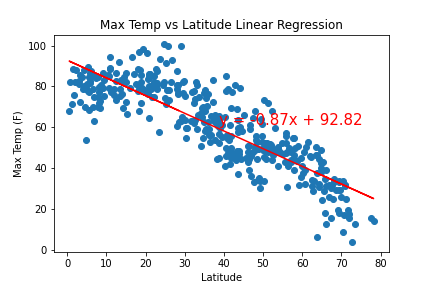 Max Temp vs Latitude Linear Regression
100
80
60
40
20
0
Max Temp (F)
y = -0.87x + 92.82
0 10 20 30 40 50 60 70 80
Latitude